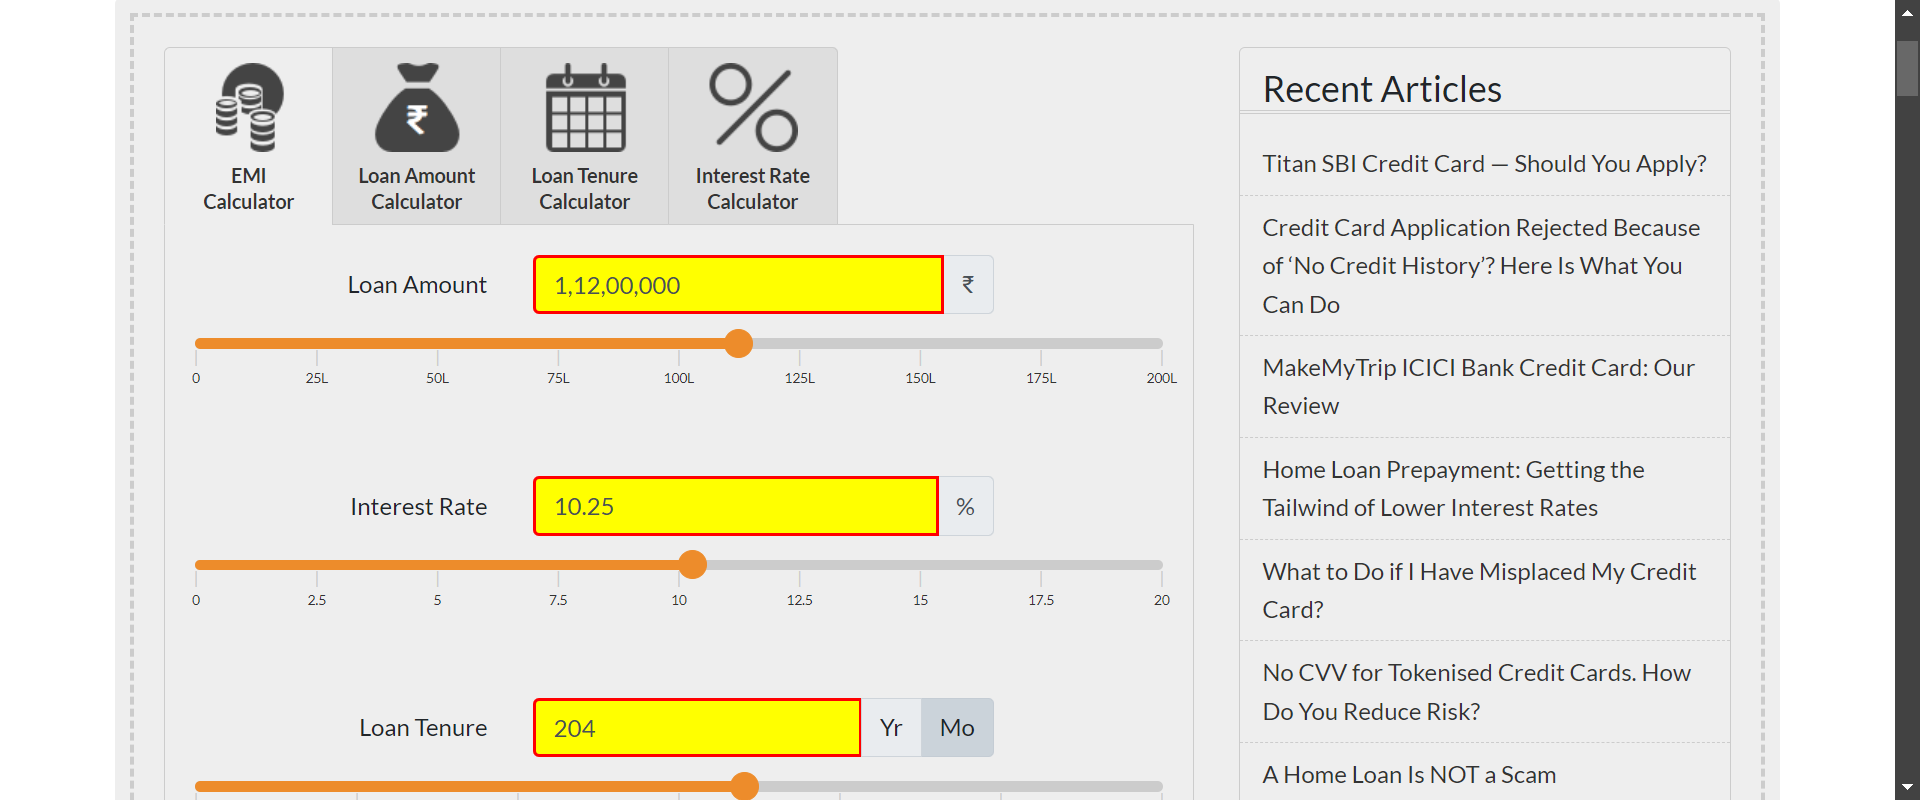 EMI
Calculator
₹
Loan Amount
Calculator
Loan Tenure
Calculator
Interest Rate
Calculator
Loan Amount
1,12,00,000
₹
0 25L 50L 75L 100L 125L 150L 175L 200L
Interest Rate
10.25
%
0 2.5 5 7.5 10 12.5 15 17.5 20
Loan Tenure
204
Yr
Mo
Recent Articles
Titan SBI Credit Card — Should You Apply?
Credit Card Application Rejected Because
of ‘No Credit History’? Here Is What You
Can Do
MakeMyTrip ICICI Bank Credit Card: Our
Review
Home Loan Prepayment: Getting the
Tailwind of Lower Interest Rates
What to Do if I Have Misplaced My Credit
Card?
No CVV for Tokenised Credit Cards. How
Do You Reduce Risk?
A Home Loan Is NOT a Scam